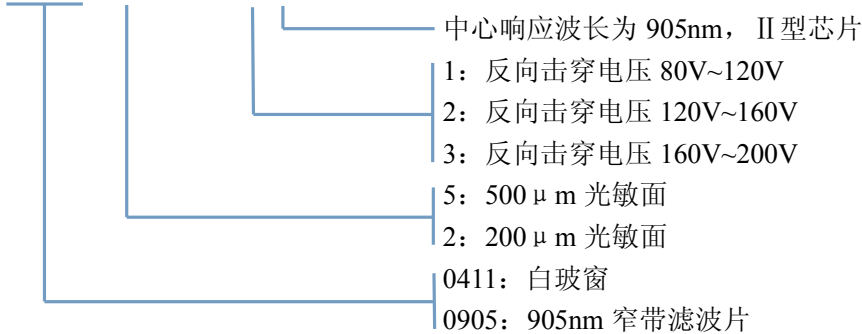 中心响应波长为 905nm， Ⅱ型芯片
1：反向击穿电压 80V~120V
2：反向击穿电压 120V~160V
3：反向击穿电压 160V~200V
5：500μm 光敏面
2：200μm 光敏面
0411：白玻窗
0905：905nm 窄带滤波片